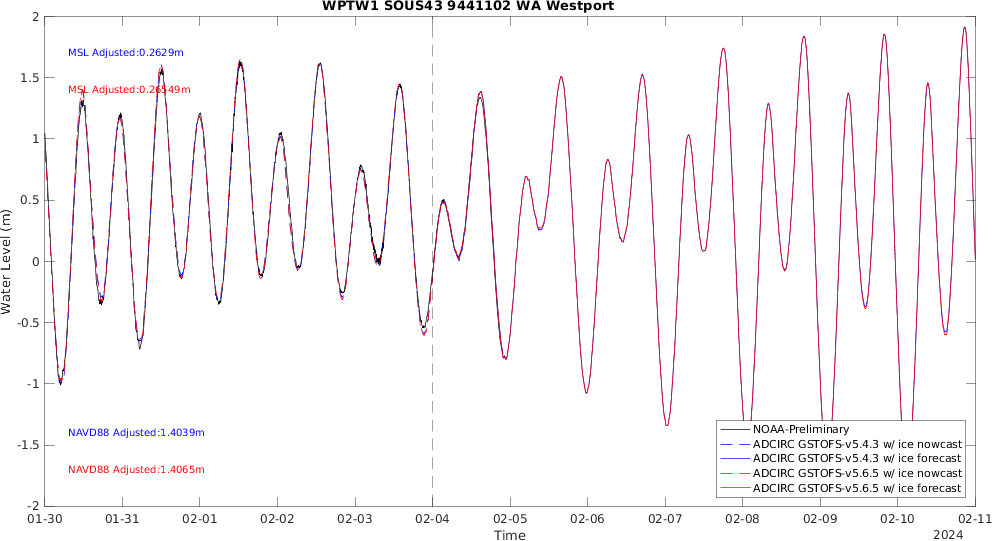 WPTW1 SOUS43 9441102 WA Westport
MSL Adjusted:0.2629m
MSL Adjusted:0.26549m
NAVD88 Adjusted:1.4039m
NAVD88 Adjusted:1.4065m
Water Level (m)
2
1.5
1
0.5
0
-0.5
-1
-1.5
-2
NOAA-Preliminary
ADCIRC GSTOFS-v5.4.3 w/ ice nowcast
ADCIRC GSTOFS-v5.4.3 w/ ice forecast
ADCIRC GSTOFS-v5.6.5 w/ ice nowcast
ADCIRC GSTOFS-v5.6.5 w/ ice forecast
01-30 01-31 02-01 02-02 02-03 02-04 02-05 02-06 02-07 02-08 02-09 02-10 02-11
Time
2024